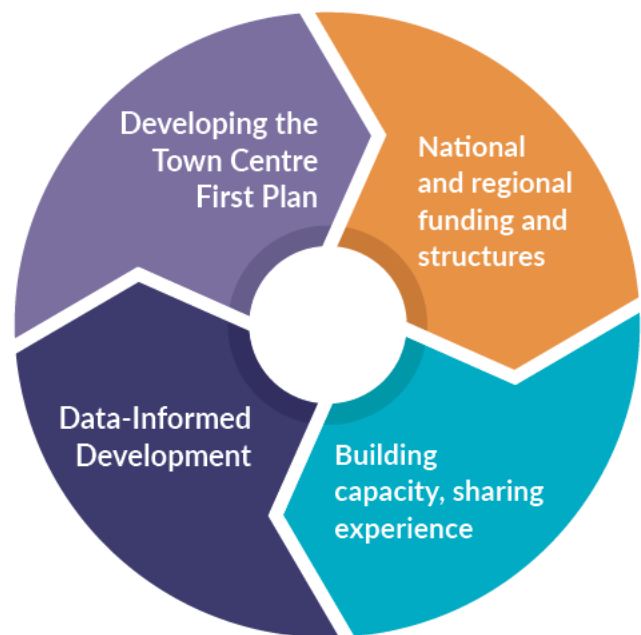 Developing the
Town Centre
First Plan
National
and regional
funding and
structures
Building
capacity, sharing
experience
Data-Informed
Development